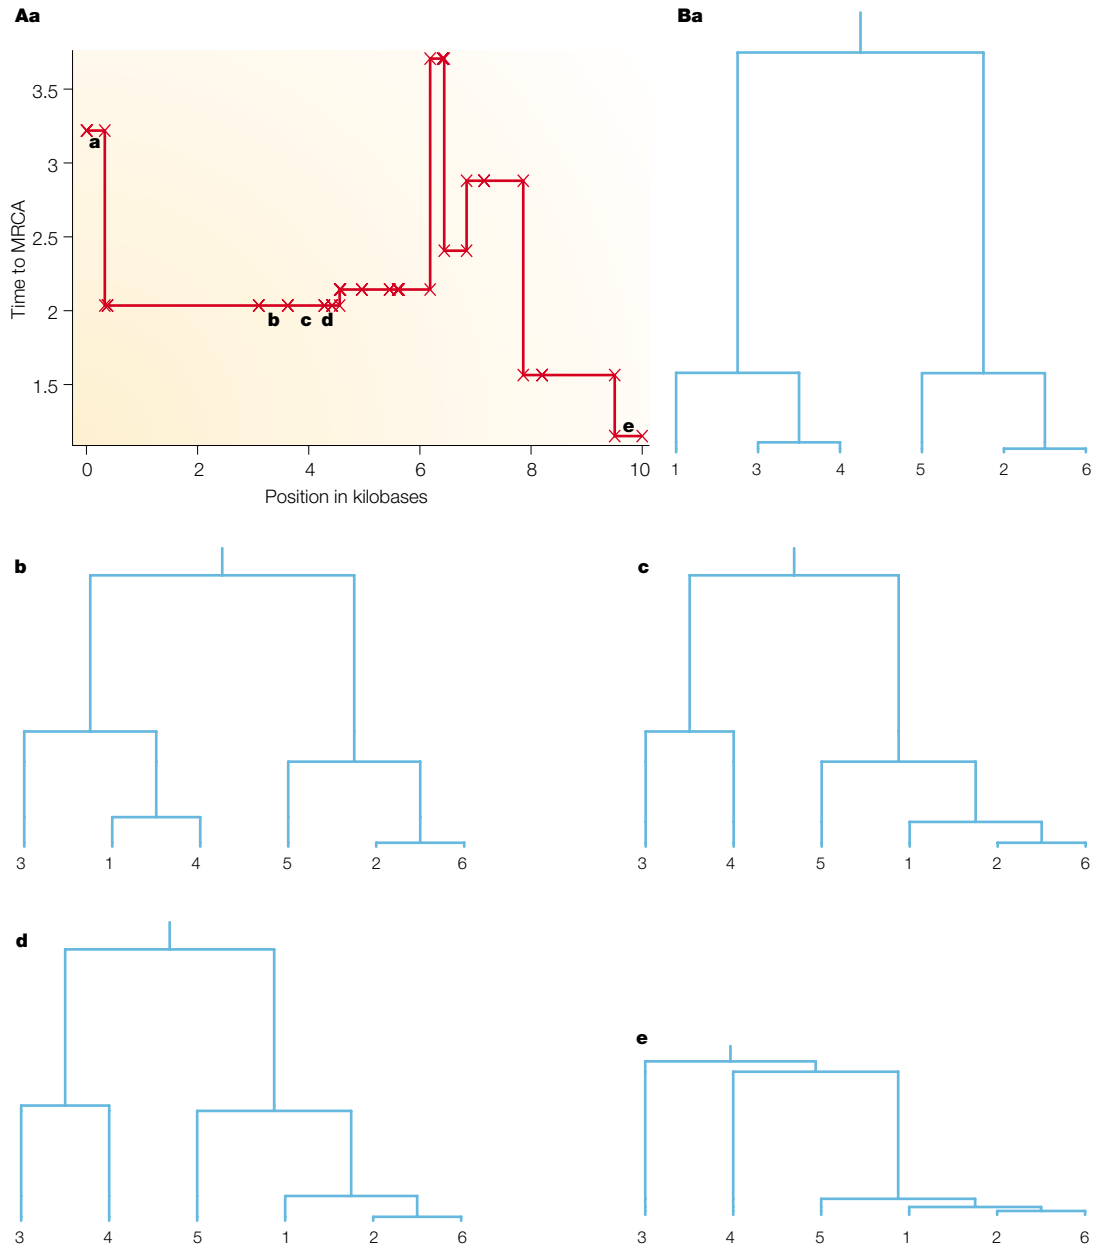 Aa
Ba
3.5
3
2.5
2
1.5
Time to MRCA
a
b c d
e
0 2 4 6 8 10
Position in kilobases
1 3 4 5 2 6
b
3 1 4 5 2 6
c
3 4 5 1 2 6
d
3 4 5 1 2 6
e
3 4 5 1 2 6